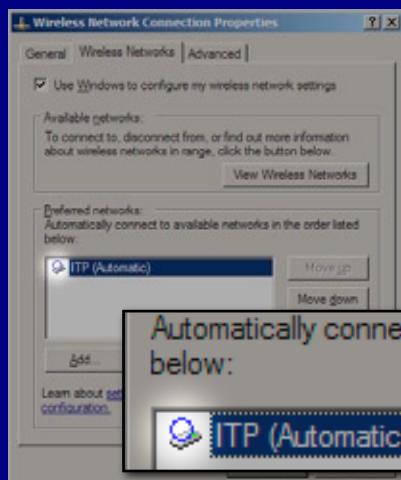 Wireless Network Connection Properties
General Wireless Networks Advanced
Use Windows to configure my wireless network settings
Available networks:
To connect to, disconnect from, or find out more information
about wireless networks in range, click the button below.
View Wireless Networks
Preferred networks:
Automatically connect to available networks in the order listed
below:
ITP (Automatic)
Move up
Move down
Add...
Learn about
configuration.
Automatically conne
below:
ITP (Automatic